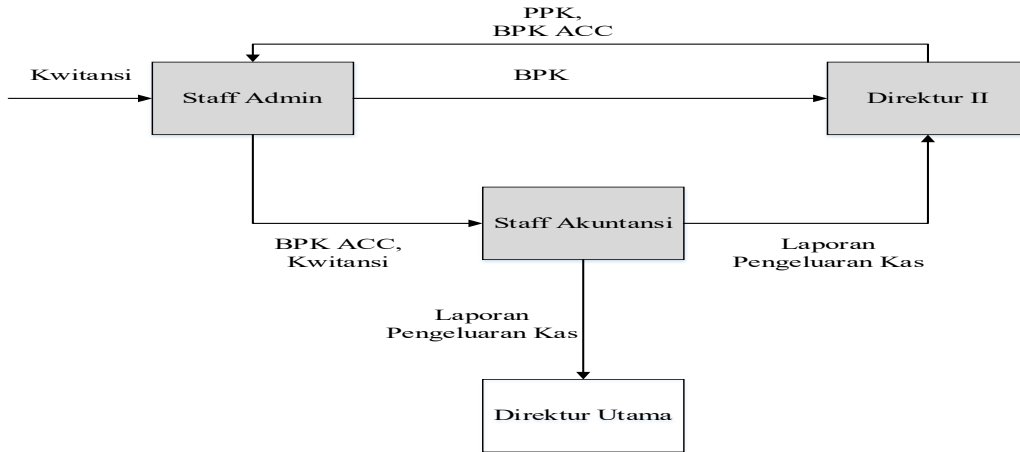 PPK,
BPK ACC
Kwitansi
Staff Admin
BPK
Direktur II
Staff Akuntansi
BPK ACC,
Kwitansi
Laporan
Pengeluaran Kas
Laporan
Pengeluaran Kas
Direktur Utama